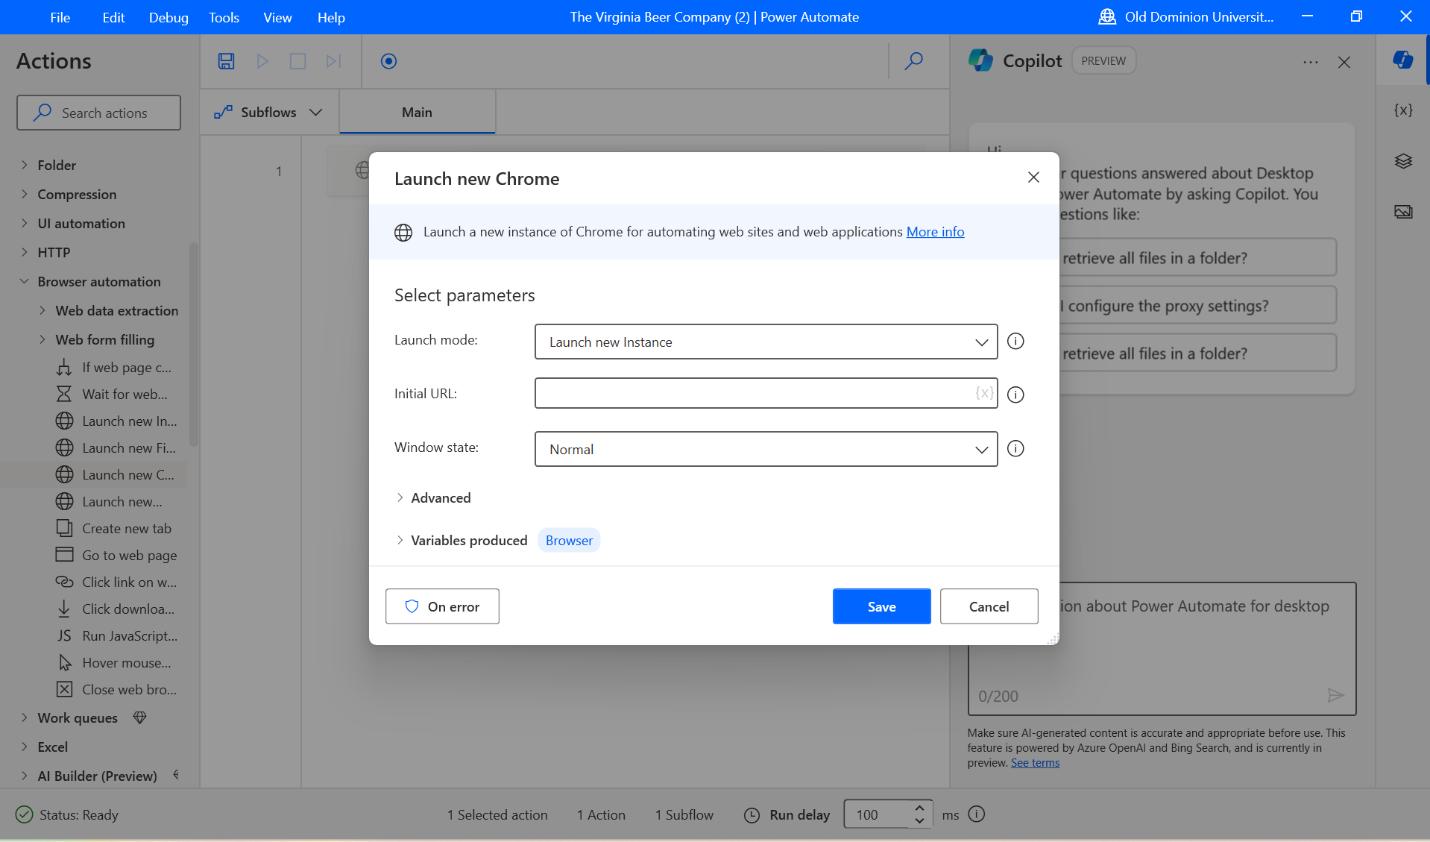 File Edit Debug Tools View Help
The Virginia Beer Company (2) | Power Automate
Old Dominion Universit...
Actions
Search actions
Folder
Compression
UI automation
HTTP
Browser automation
Web data extraction
Web form filling
If web page c...
Wait for web...
Launch new In...
Launch new Fi...
Launch new C...
Launch new...
Create new tab
Go to web page
Click link on w...
Click downloa...
JS Run JavaScript...
Hover mouse...
Close web bro...
Work queues
Excel
AI Builder (Preview)
Subflows
Main
1
Launch new Chrome
Launch a new instance of Chrome for automating web sites and web applications More info
Select parameters
Launch mode: Launch new Instance
Initial URL: {x}
Window state: Normal
Advanced
Variables produced Browser
On error
Save
Cancel
Copilot PREVIEW
{x}
Hi
r questions answered about Desktop
ower Automate by asking Copilot. You
estions like:
retrieve all files in a folder?
I configure the proxy settings?
retrieve all files in a folder?
ion about Power Automate for desktop
0/200
Make sure AI-generated content is accurate and appropriate before use. This
feature is powered by Azure OpenAI and Bing Search, and is currently in
preview. See terms
Status: Ready
1 Selected action
1 Action
1 Subflow
Run delay 100 ms